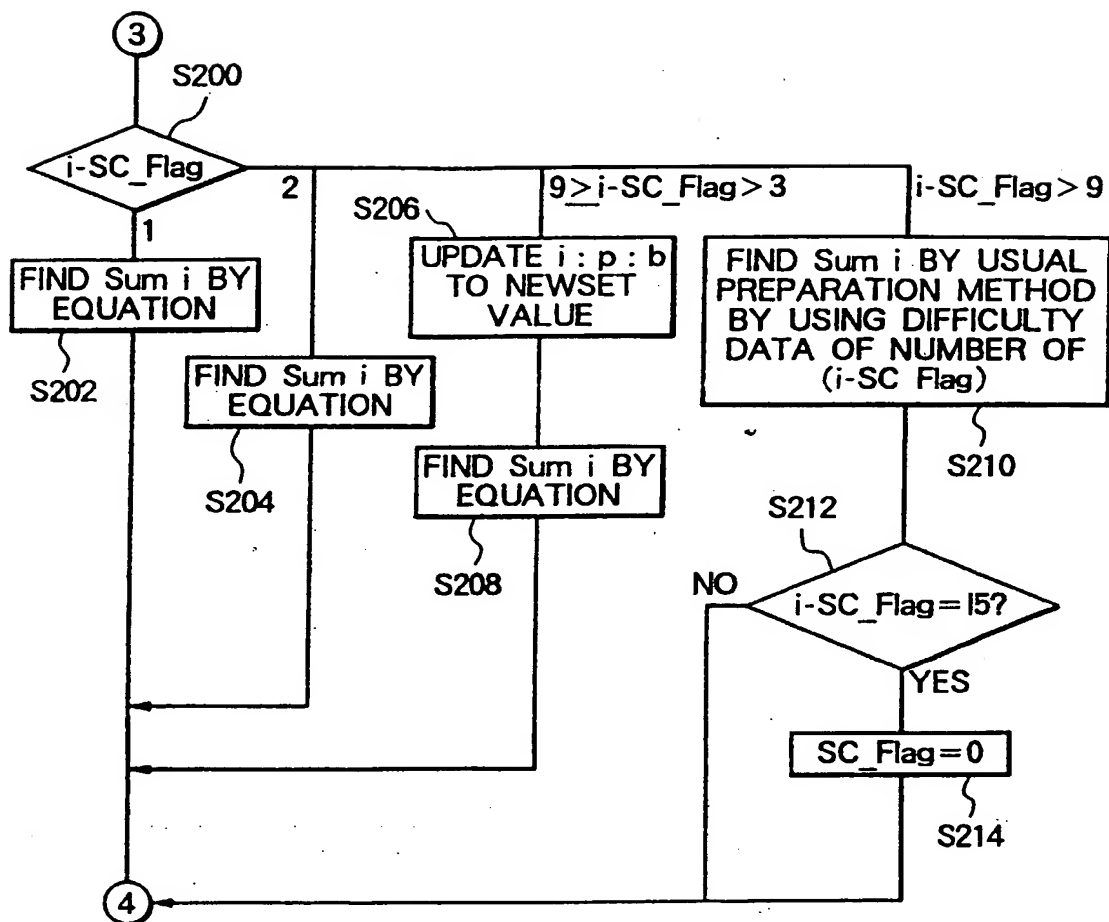 3
S200
i-SC_Flag
1
2
9≥i-SC_Flag>3
i-SC_Flag>9
FIND Sum i BY
EQUATION
S202
FIND Sum i BY
EQUATION
S204
S206
UPDATE i : p : b
TO NEWSET
VALUE
FIND Sum i BY
EQUATION
S208
FIND Sum i BY USUAL
PREPARATION METHOD
BY USING DIFFICULTY
DATA OF NUMBER OF
(i-SC Flag)
S210
S212
i-SC_Flag=15?
NO
YES
SC_Flag=0
S214
4